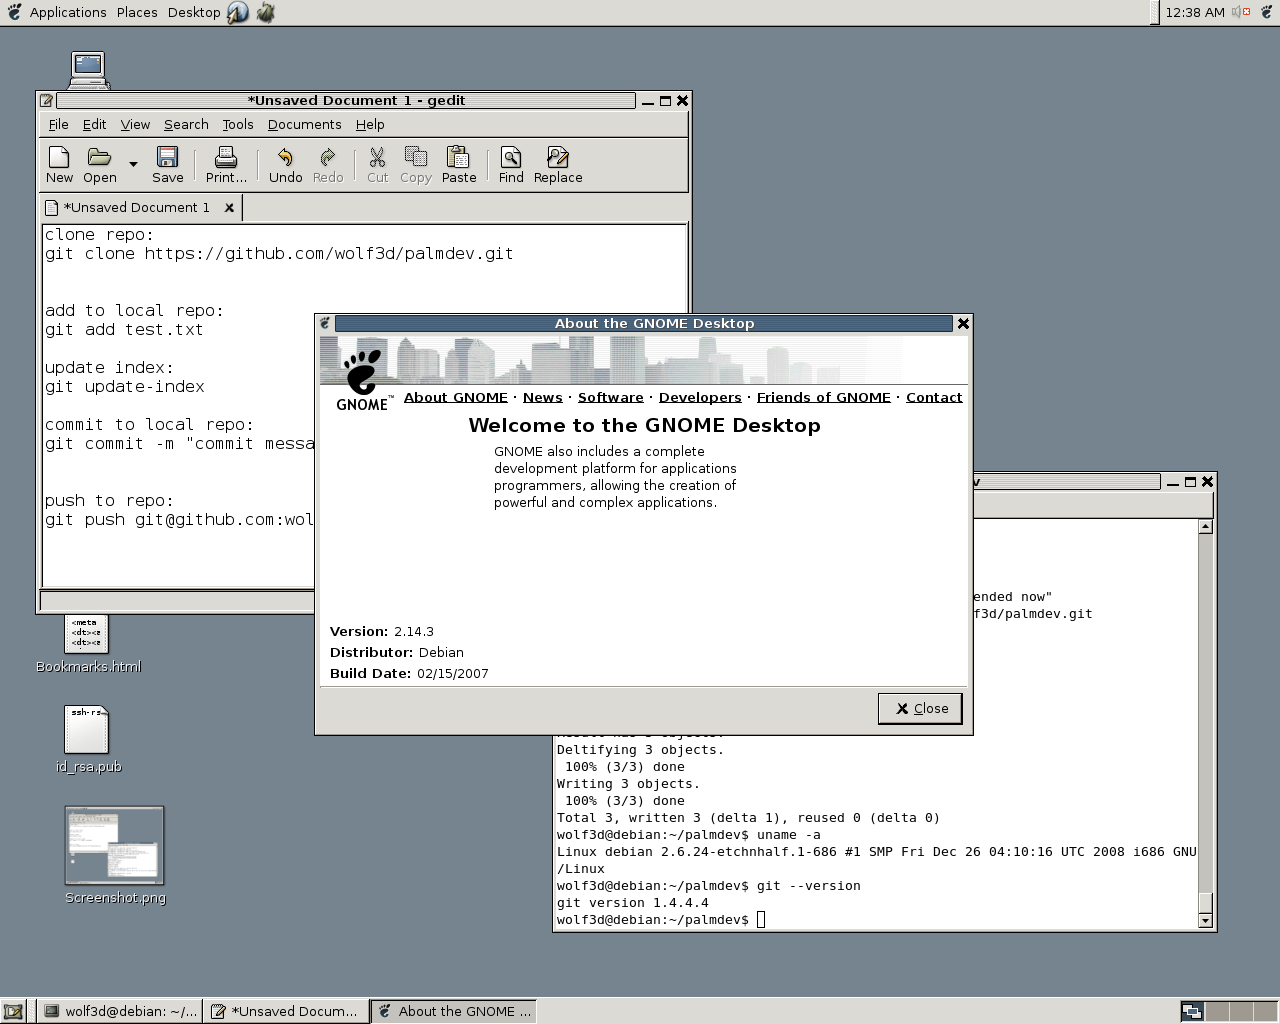 Applications Places Desktop 12:38 AM
*Unsaved Document 1 - gedit
File Edit View Search Tools Documents Help
New Open Save Print... Undo Redo Cut Copy Paste Find Replace
*Unsaved Document 1
clone repo:
git clone https://github.com/wolf3d/palmdev.git
add to local repo:
git add test.txt
update index:
git update-index
commit to local repo:
git commit -m "commit messa
push to repo:
git push git@github.com:wol
About the GNOME Desktop
GNOME™
About GNOME · News · Software · Developers · Friends of GNOME · Contact
Welcome to the GNOME Desktop
GNOME also includes a complete
development platform for applications
programmers, allowing the creation of
powerful and complex applications.
Version: 2.14.3
Distributor: Debian
Build Date: 02/15/2007
Close
ended now"
f3d/palmdev.git
Deltifying 3 objects.
100% (3/3) done
Writing 3 objects.
100% (3/3) done
Total 3, written 3 (delta 1), reused 0 (delta 0)
wolf3d@debian:~/palmdev$ uname -a
Linux debian 2.6.24-etchnhalf.1-686 #1 SMP Fri Dec 26 04:10:16 UTC 2008 i686 GNU
/Linux
wolf3d@debian:~/palmdev$ git --version
git version 1.4.4.4
wolf3d@debian:~/palmdev$
<meta
<dt><a
<dt><a
Bookmarks.html
ssh-rs
id_rsa.pub
Screenshot.png
wolf3d@debian: ~/... *Unsaved Docum... About the GNOME ...